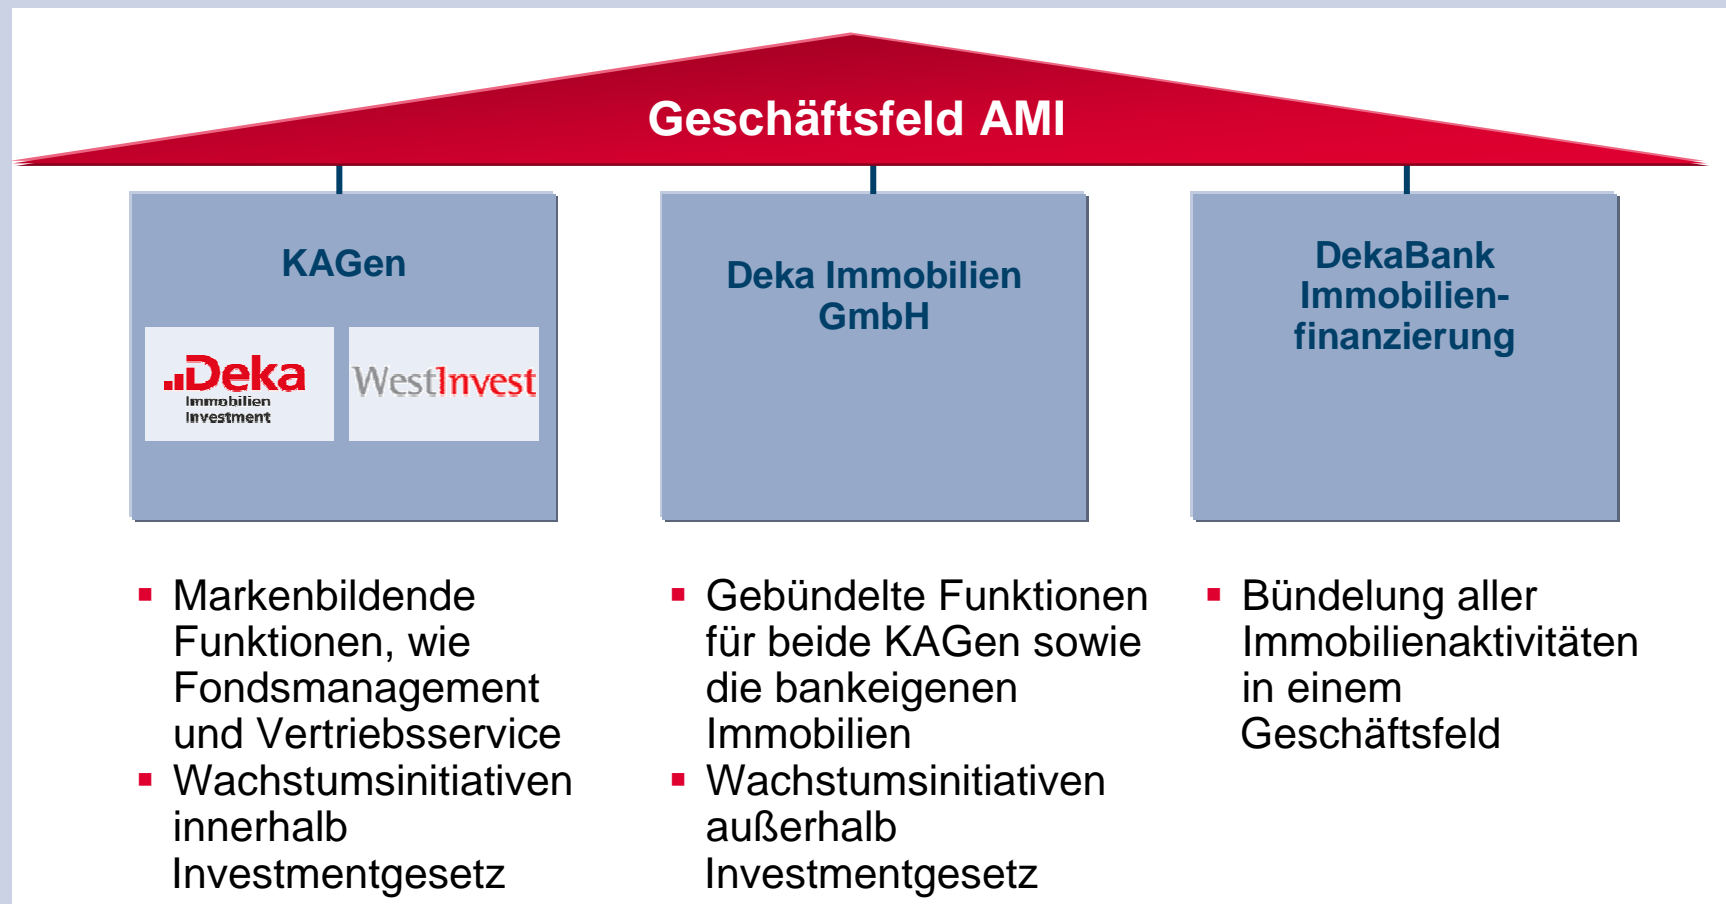 Geschäftsfeld AMI
KAGen
Deka
Immobilien
Investment
WestInvest
Deka Immobilien
GmbH
DekaBank
Immobilien-
finanzierung
Markenbildende
Funktionen, wie
Fondsmanagement
und Vertriebsservice
Wachstumsinitiativen
innerhalb
Investmentgesetz
Gebündelte Funktionen
für beide KAGen sowie
die bankeigenen
Immobilien
Wachstumsinitiativen
außerhalb
Investmentgesetz
Bündelung aller
Immobilienaktivitäten
in einem
Geschäftsfeld